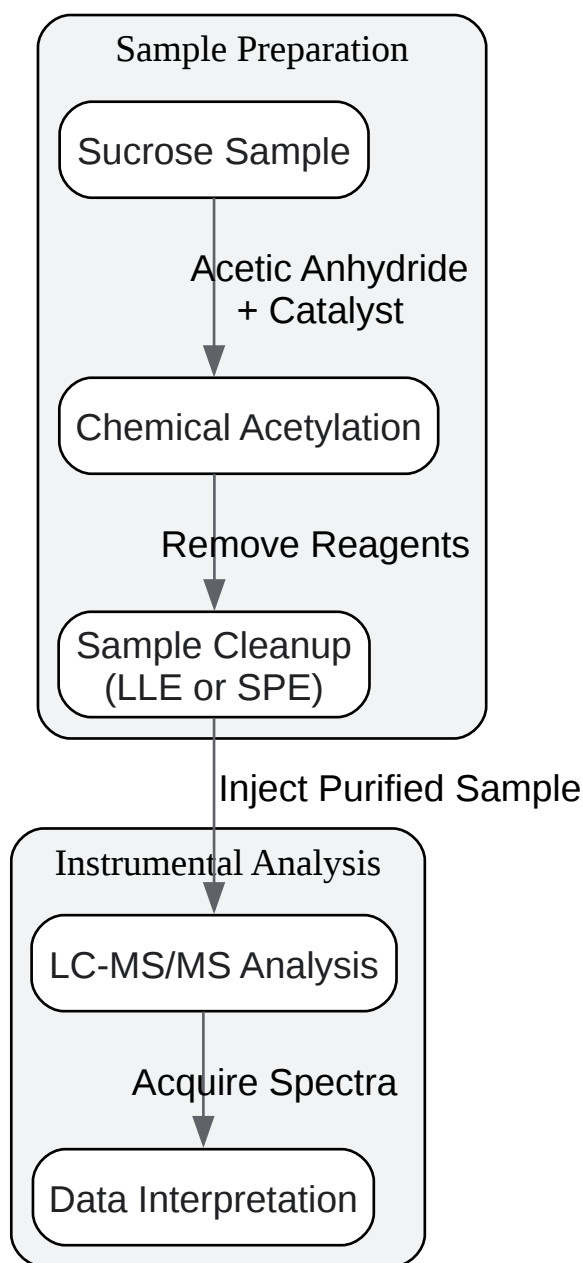 Sample Preparation
Sucrose Sample
Acetic Anhydride
+ Catalyst
Chemical Acetylation
Remove Reagents
Sample Cleanup
(LLE or SPE)
Inject Purified Sample
Instrumental Analysis
LC-MS/MS Analysis
Acquire Spectra
Data Interpretation